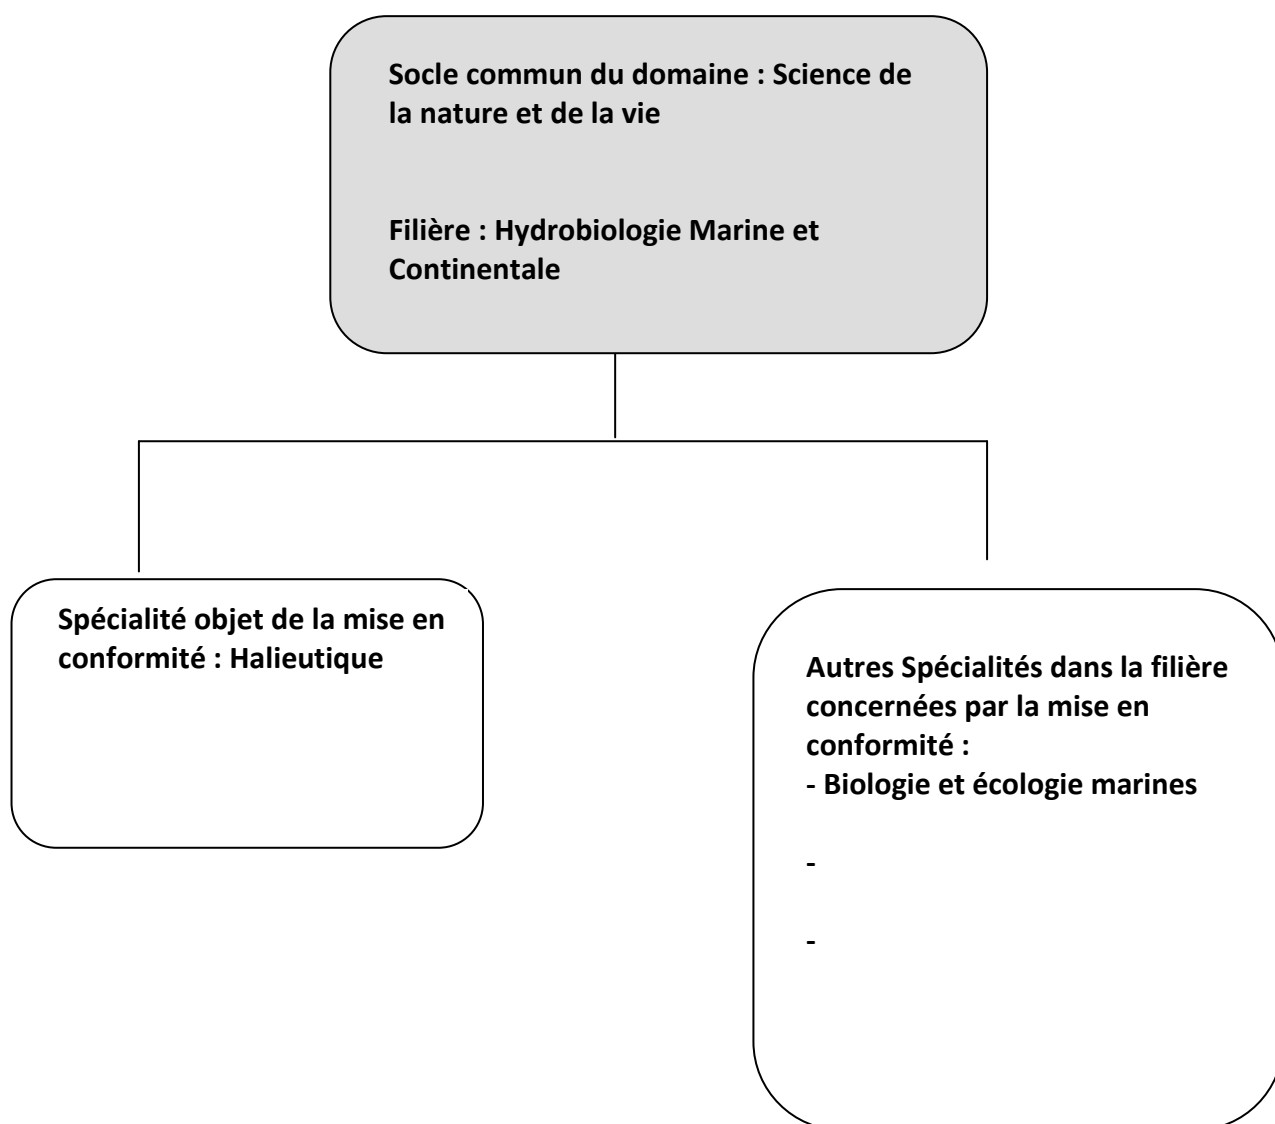 Socle commun du domaine : Science de
la nature et de la vie
Filière : Hydrobiologie Marine et
Continentale
Spécialité objet de la mise en
conformité : Halieutique
Autres Spécialités dans la filière
concernées par la mise en
conformité :
- Biologie et écologie marines
-
-